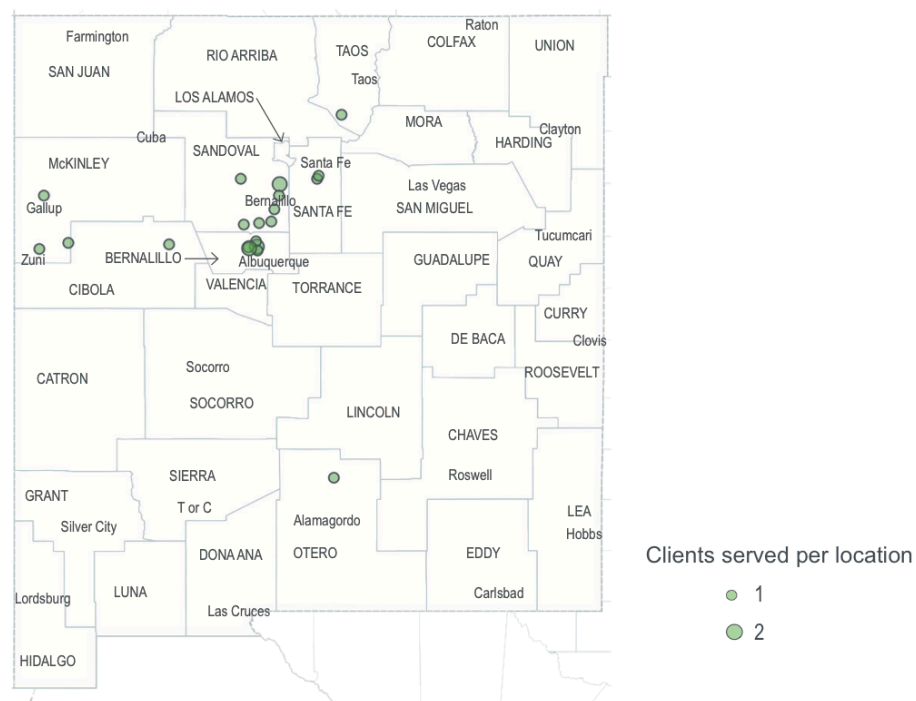 Raton
Farmington
COLFAX
UNION
TAOS
RIO ARRIBA
SAN JUAN
Taos
LOS ALAMOS
MORA
Clayton
Cuba
HARDING
SANDOVAL
McKINLEY
Santa Fe
Las Vegas
Bernalillo
Gallup
SAN MIGUEL
SANTA FE
Tucumcari
Zuni
BERNALILLO
Albuquerque
GUADALUPE
QUAY
VALENCIA
TORRANCE
CIBOLA
CURRY
DE BACA
Clovis
Socorro
ROOSEVELT
CATRON
SOCORRO
LINCOLN
CHAVES
SIERRA
Roswell
GRANT
T or C
LEA
Silver City
Alamagordo
Hobbs
DONA ANA
OTERO
EDDY
Clients served per location
LUNA
Carlsbad
1
Lordsburg
Las Cruces
2
HIDALGO